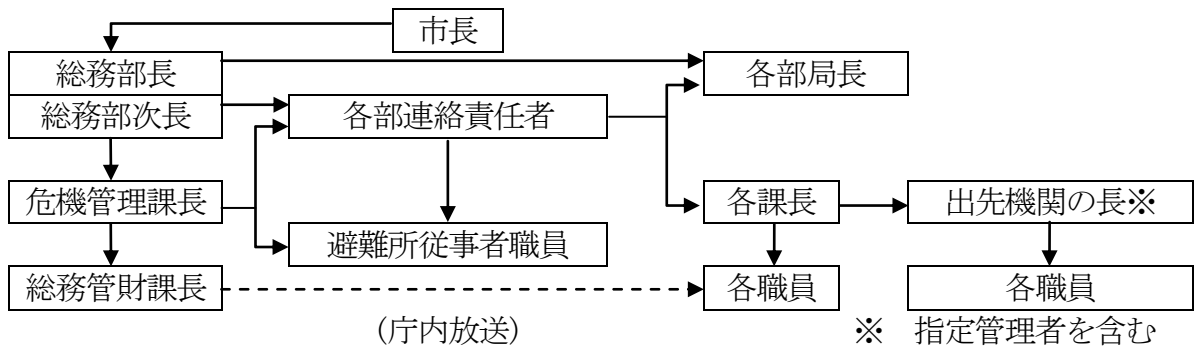 市長
総務部長
各部局長
総務部次長
各部連絡責任者
危機管理課長
各課長
出先機関の長※
避難所従事者職員
総務管財課長
各職員
各職員
(庁内放送)
※ 指定管理者を含む